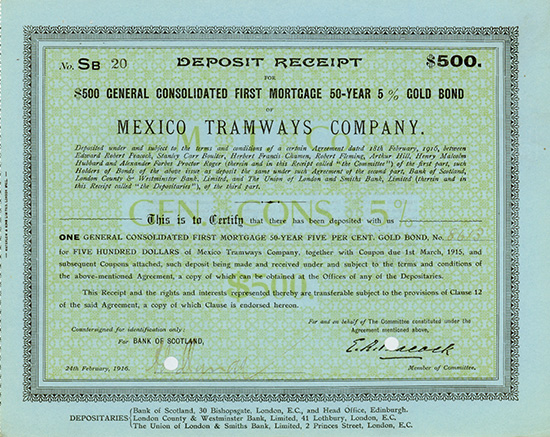 No. SB 20 DEPOSIT RECEIPT $500.
FOR
$500 GENERAL CONSOLIDATED FIRST MORTGAGE 50-YEAR 5% GOLD BOND
OF
MEXICO TRAMWAYS COMPANY.
Deposited under and subject to the terms and conditions of a certain Agreement dated 18th February, 1916, between
Edward Robert Peacock, Stanley Carr Boulter, Herbert Francis Chamen, Robert Fleming, Arthur Hill, Henry Malcolm
Hubbard and Alexander Forbes Proctor Roger (therein and in this Receipt called "the Committee") of the first part, such
Holders of Bonds of the above issue as deposit the same under such Agreement of the second part, Bank of Scotland,
London County & Westminster Bank, Limited, and The Union of London and Smiths Bank, Limited (therein and in
this Receipt called "the Depositaries"), of the third part.
GEN CONS 5%
This is to Certify that there has been deposited with us
ONE GENERAL CONSOLIDATED FIRST MORTGAGE 50-YEAR FIVE PER CENT. GOLD BOND, No.
for FIVE HUNDRED DOLLARS of Mexico Tramways Company, together with Coupon due 1st March, 1915, and
subsequent Coupons attached, such deposit being made and received under and subject to the terms and conditions of
the above-mentioned Agreement, a copy of which can be obtained at the Offices of any of the Depositaries.
$500
This Receipt and the rights and interests represented thereby are transferable subject to the provisions of Clause 12
of the said Agreement, a copy of which Clause is endorsed hereon.
For and on behalf of The Committee constituted under the
Agreement mentioned above,
Countersigned for identification only:
For BANK OF SCOTLAND,
E.R. Peacock
24th February, 1916. Member of Committee.
DEPOSITARIES
Bank of Scotland, 30 Bishopsgate, London, E.C., and Head Office, Edinburgh.
London County & Westminster Bank, Limited, 41 Lothbury, London, E.C.
The Union of London & Smiths Bank, Limited, 2 Princes Street, London, E.C.